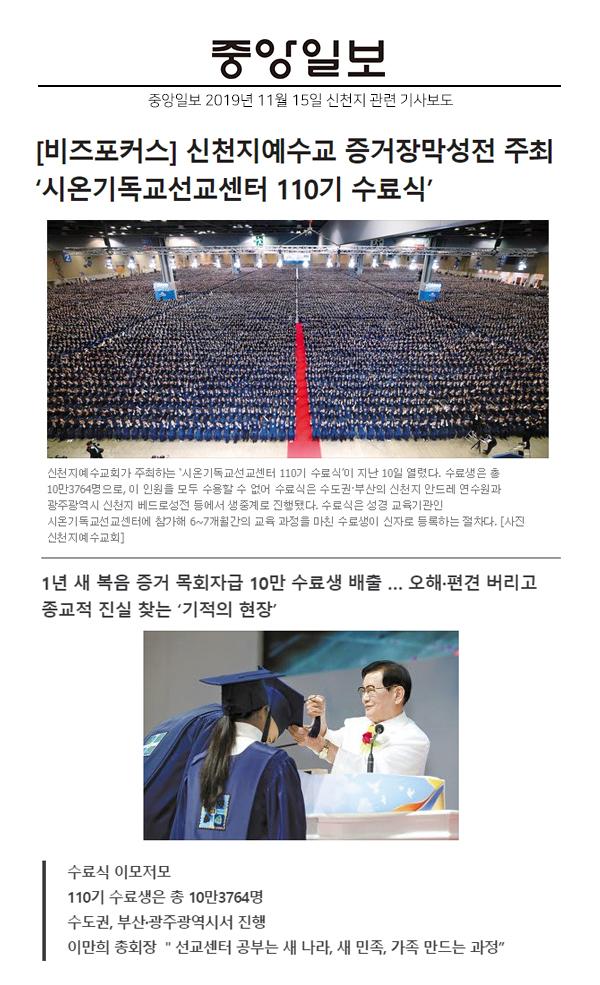 중앙일보
중앙일보 2019년 11월 15일 신천지 관련 기사보도
[비즈포커스] 신천지예수교 증거장막성전 주최
‘시온기독교선교센터 110기 수료식’
신천지예수교회가 주최하는 ‘시온기독교선교센터 110기 수료식’이 지난 10일 열렸다. 수료생은 총
10만3764명으로, 이 인원을 모두 수용할 수 없어 수료식은 수도권·부산의 신천지 안드레 연수원과
광주광역시 신천지 베드로성전 등에서 생중계로 진행됐다. 수료식은 성경 교육기관인
시온기독교선교센터에 참가해 6~7개월간의 교육 과정을 마친 수료생이 신자로 등록하는 절차다. [사진
신천지예수교회]
1년 새 복음 증거 목회자급 10만 수료생 배출 ... 오해·편견 버리고
종교적 진실 찾는 ‘기적의 현장’
수료식 이모저모
110기 수료생은 총 10만3764명
수도권, 부산·광주광역시서 진행
이만희 총회장 " 선교센터 공부는 새 나라, 새 민족, 가족 만드는 과정”